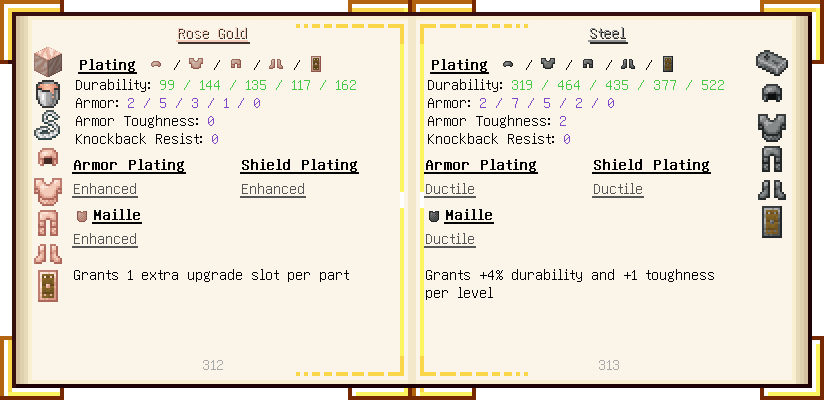 Rose Gold
Plating / / / /
Durability: 99 / 144 / 135 / 117 / 162
Armor: 2 / 5 / 3 / 1 / 0
Armor Toughness: 0
Knockback Resist: 0
Armor Plating Shield Plating
Enhanced Enhanced
Maille
Enhanced
Grants 1 extra upgrade slot per part
312
Steel
Plating / / / /
Durability: 319 / 464 / 435 / 377 / 522
Armor: 2 / 7 / 5 / 2 / 0
Armor Toughness: 2
Knockback Resist: 0
Armor Plating Shield Plating
Ductile Ductile
Maille
Ductile
Grants +4% durability and +1 toughness
per level
313